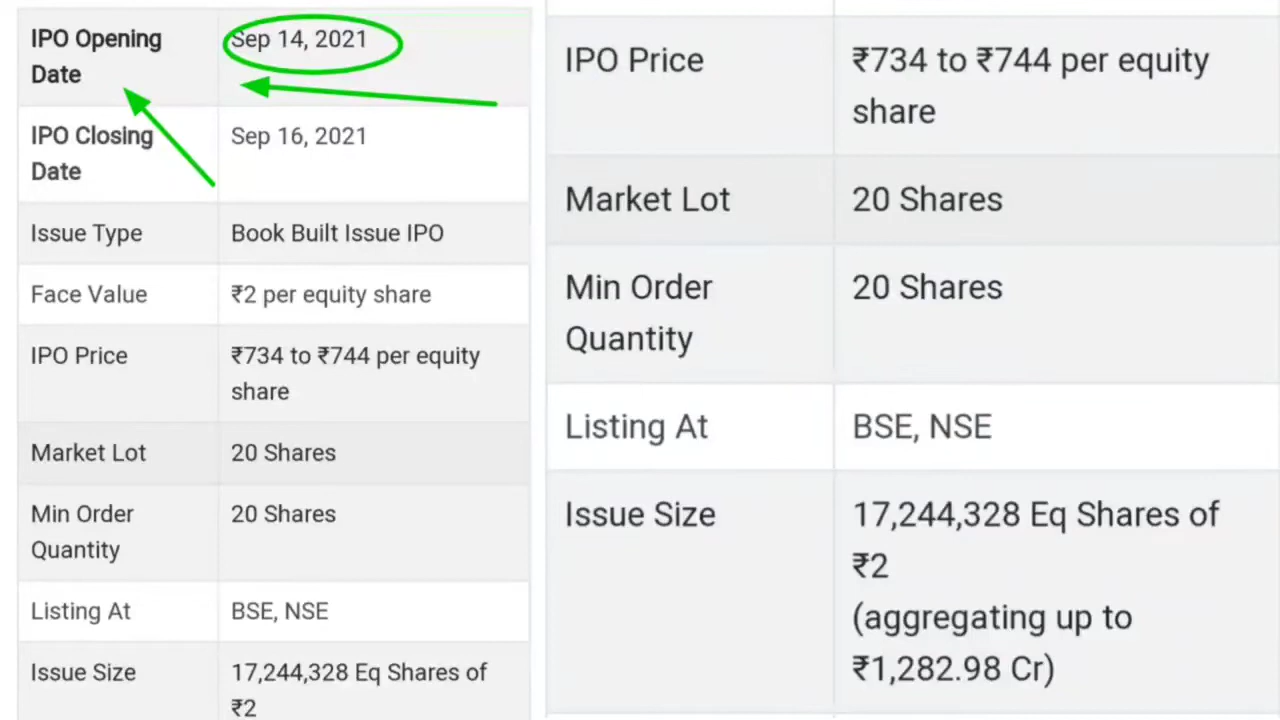 IPO Opening Date
Sep 14, 2021
IPO Closing Date
Sep 16, 2021
Issue Type
Book Built Issue IPO
Face Value
₹2 per equity share
IPO Price
₹734 to ₹744 per equity
share
Market Lot
20 Shares
Min Order
Quantity
20 Shares
Listing At
BSE, NSE
Issue Size
17,244,328 Eq Shares of
₹2
IPO Price
₹734 to ₹744 per equity
share
Market Lot
20 Shares
Min Order
Quantity
20 Shares
Listing At
BSE, NSE
Issue Size
17,244,328 Eq Shares of
₹2
(aggregating up to
₹1,282.98 Cr)